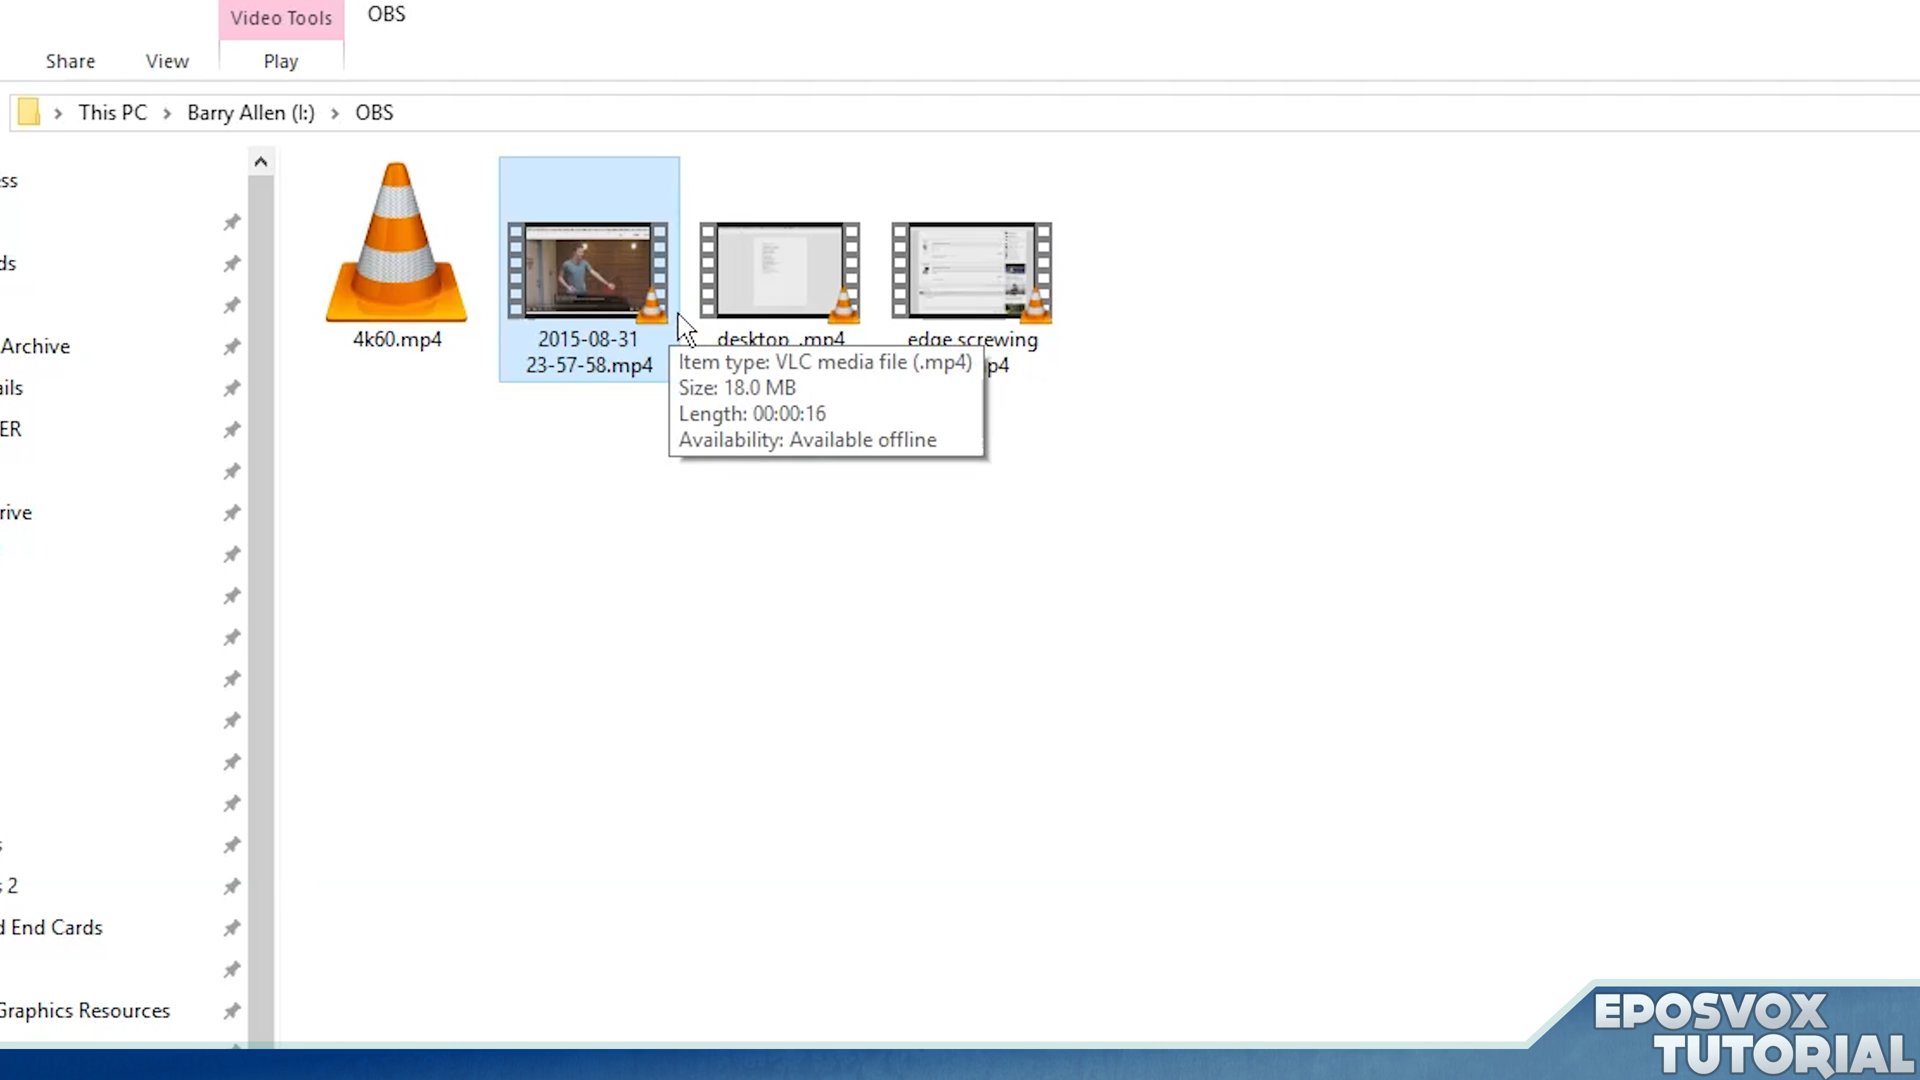 Video Tools
OBS
Share
View
Play
This PC > Barry Allen (I:) > OBS
ss
ds
Archive
ails
ER
rive
s 2
d End Cards
Graphics Resources
4k60.mp4
2015-08-31
23-57-58.mp4
desktop_.mp4
edge screwing
p4
Item type: VLC media file (.mp4)
Size: 18.0 MB
Length: 00:00:16
Availability: Available offline
EPOSVOX
TUTORIAL